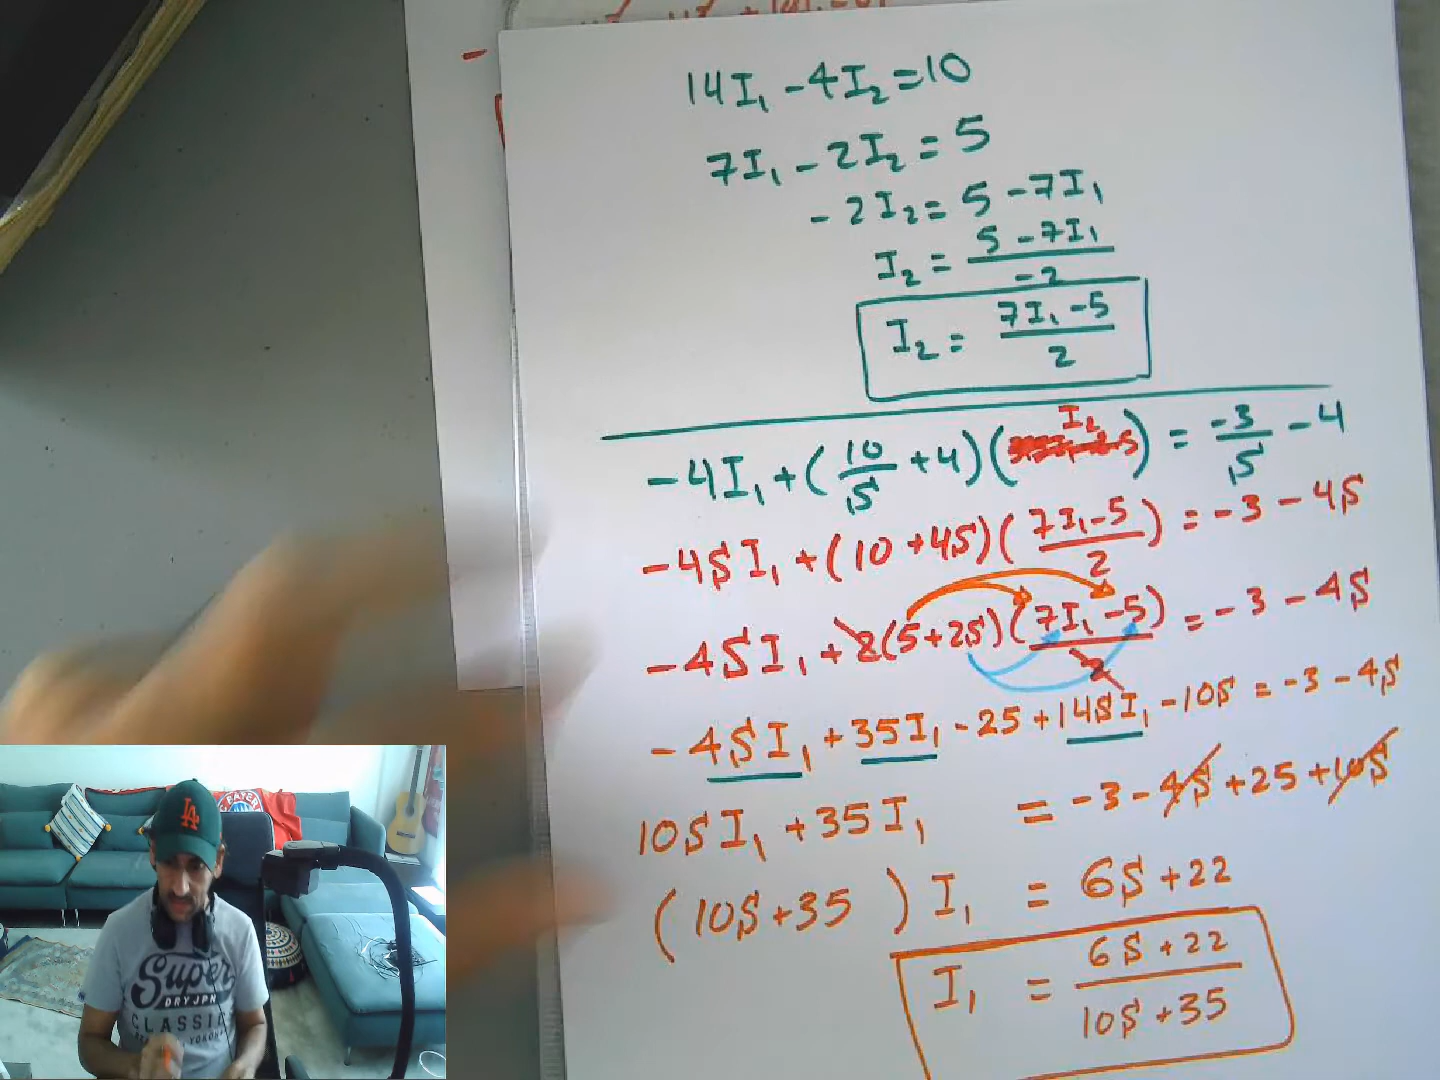 14I₁ - 4I₂ = 10
7I₁ - 2I₂ = 5
- 2I₂ = 5 - 7I₁
I₂ = (5 - 7I₁)/(-2)
I₂ = (7I₁ - 5)/2
-4I₁ + (10/S + 4)(I₂) = -3/S - 4
-4SI₁ + (10 + 4S)((7I₁ - 5)/2) = -3 - 4S
-4SI₁ + 2(5 + 2S)((7I₁ - 5)/2) = -3 - 4S
-4SI₁ + 35I₁ - 25 + 14SI₁ - 10S = -3 - 4S
10SI₁ + 35I₁ = -3 - 4S + 25 + 10S
(10S + 35) I₁ = 6S + 22
I₁ = (6S + 22)/(10S + 35)
LA
Super
DRYJPN
CLASSIC